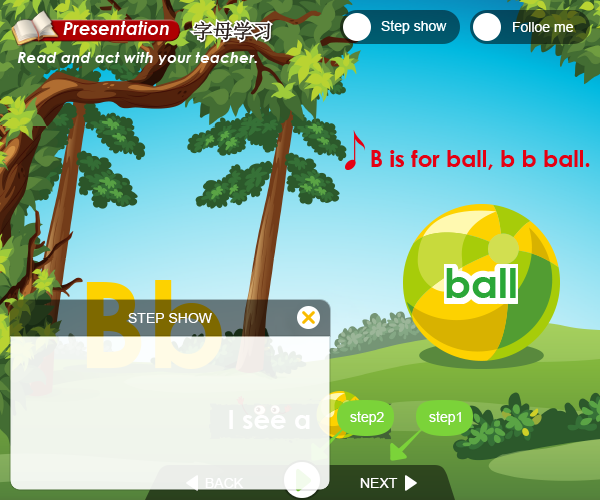 Presentation 字母学习
Step show
Folloe me
Read and act with your teacher.
B is for ball, b b ball.
ball
Bb
STEP SHOW
I see a
step2
step1
BACK
NEXT